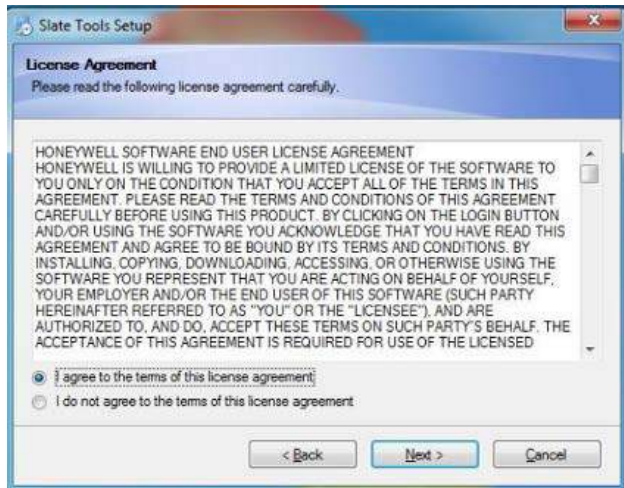 Slate Tools Setup
License Agreement
Please read the following license agreement carefully.
HONEYWELL SOFTWARE END USER LICENSE AGREEMENT
HONEYWELL IS WILLING TO PROVIDE A LIMITED LICENSE OF THE SOFTWARE TO
YOU ONLY ON THE CONDITION THAT YOU ACCEPT ALL OF THE TERMS IN THIS
AGREEMENT. PLEASE READ THE TERMS AND CONDITIONS OF THIS AGREEMENT
CAREFULLY BEFORE USING THIS PRODUCT. BY CLICKING ON THE LOGIN BUTTON
AND/OR USING THE SOFTWARE YOU ACKNOWLEDGE THAT YOU HAVE READ THIS
AGREEMENT AND AGREE TO BE BOUND BY ITS TERMS AND CONDITIONS. BY
INSTALLING, COPYING, DOWNLOADING, ACCESSING, OR OTHERWISE USING THE
SOFTWARE YOU REPRESENT THAT YOU ARE ACTING ON BEHALF OF YOURSELF,
YOUR EMPLOYER AND/OR THE END USER OF THIS SOFTWARE (SUCH PARTY
HEREINAFTER REFERRED TO AS "YOU" OR THE "LICENSEE"), AND ARE
AUTHORIZED TO, AND DO, ACCEPT THESE TERMS ON SUCH PARTY'S BEHALF. THE
ACCEPTANCE OF THIS AGREEMENT IS REQUIRED FOR USE OF THE LICENSED
I agree to the terms of this license agreement
I do not agree to the terms of this license agreement
< Back Next > Cancel